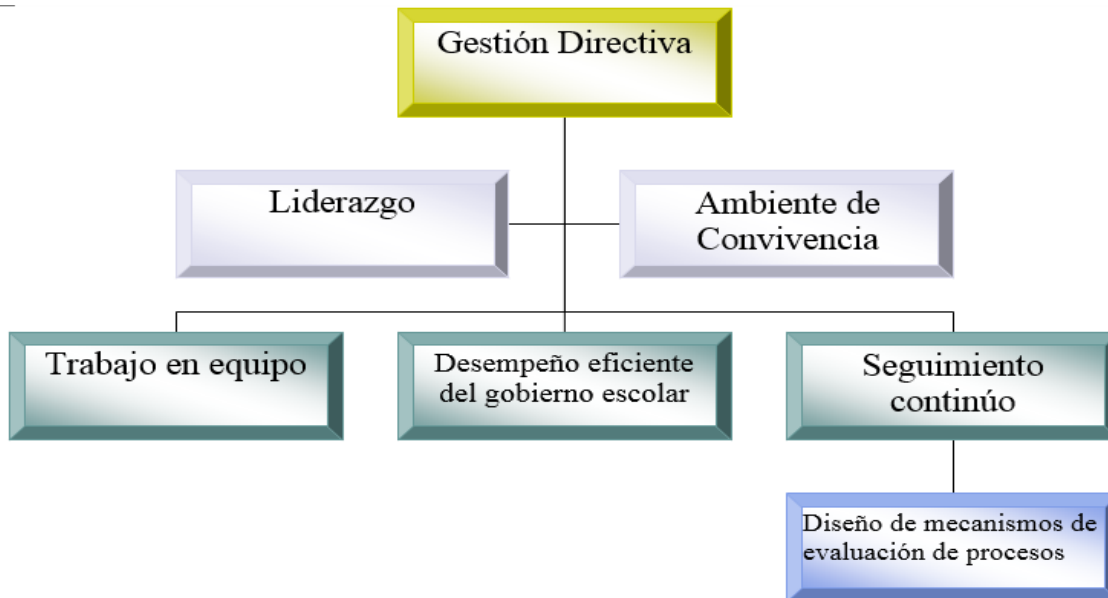 Gestión Directiva
Liderazgo
Ambiente de
Convivencia
Trabajo en equipo
Desempeño eficiente
del gobierno escolar
Seguimiento
continúo
Diseño de mecanismos de
evaluación de procesos